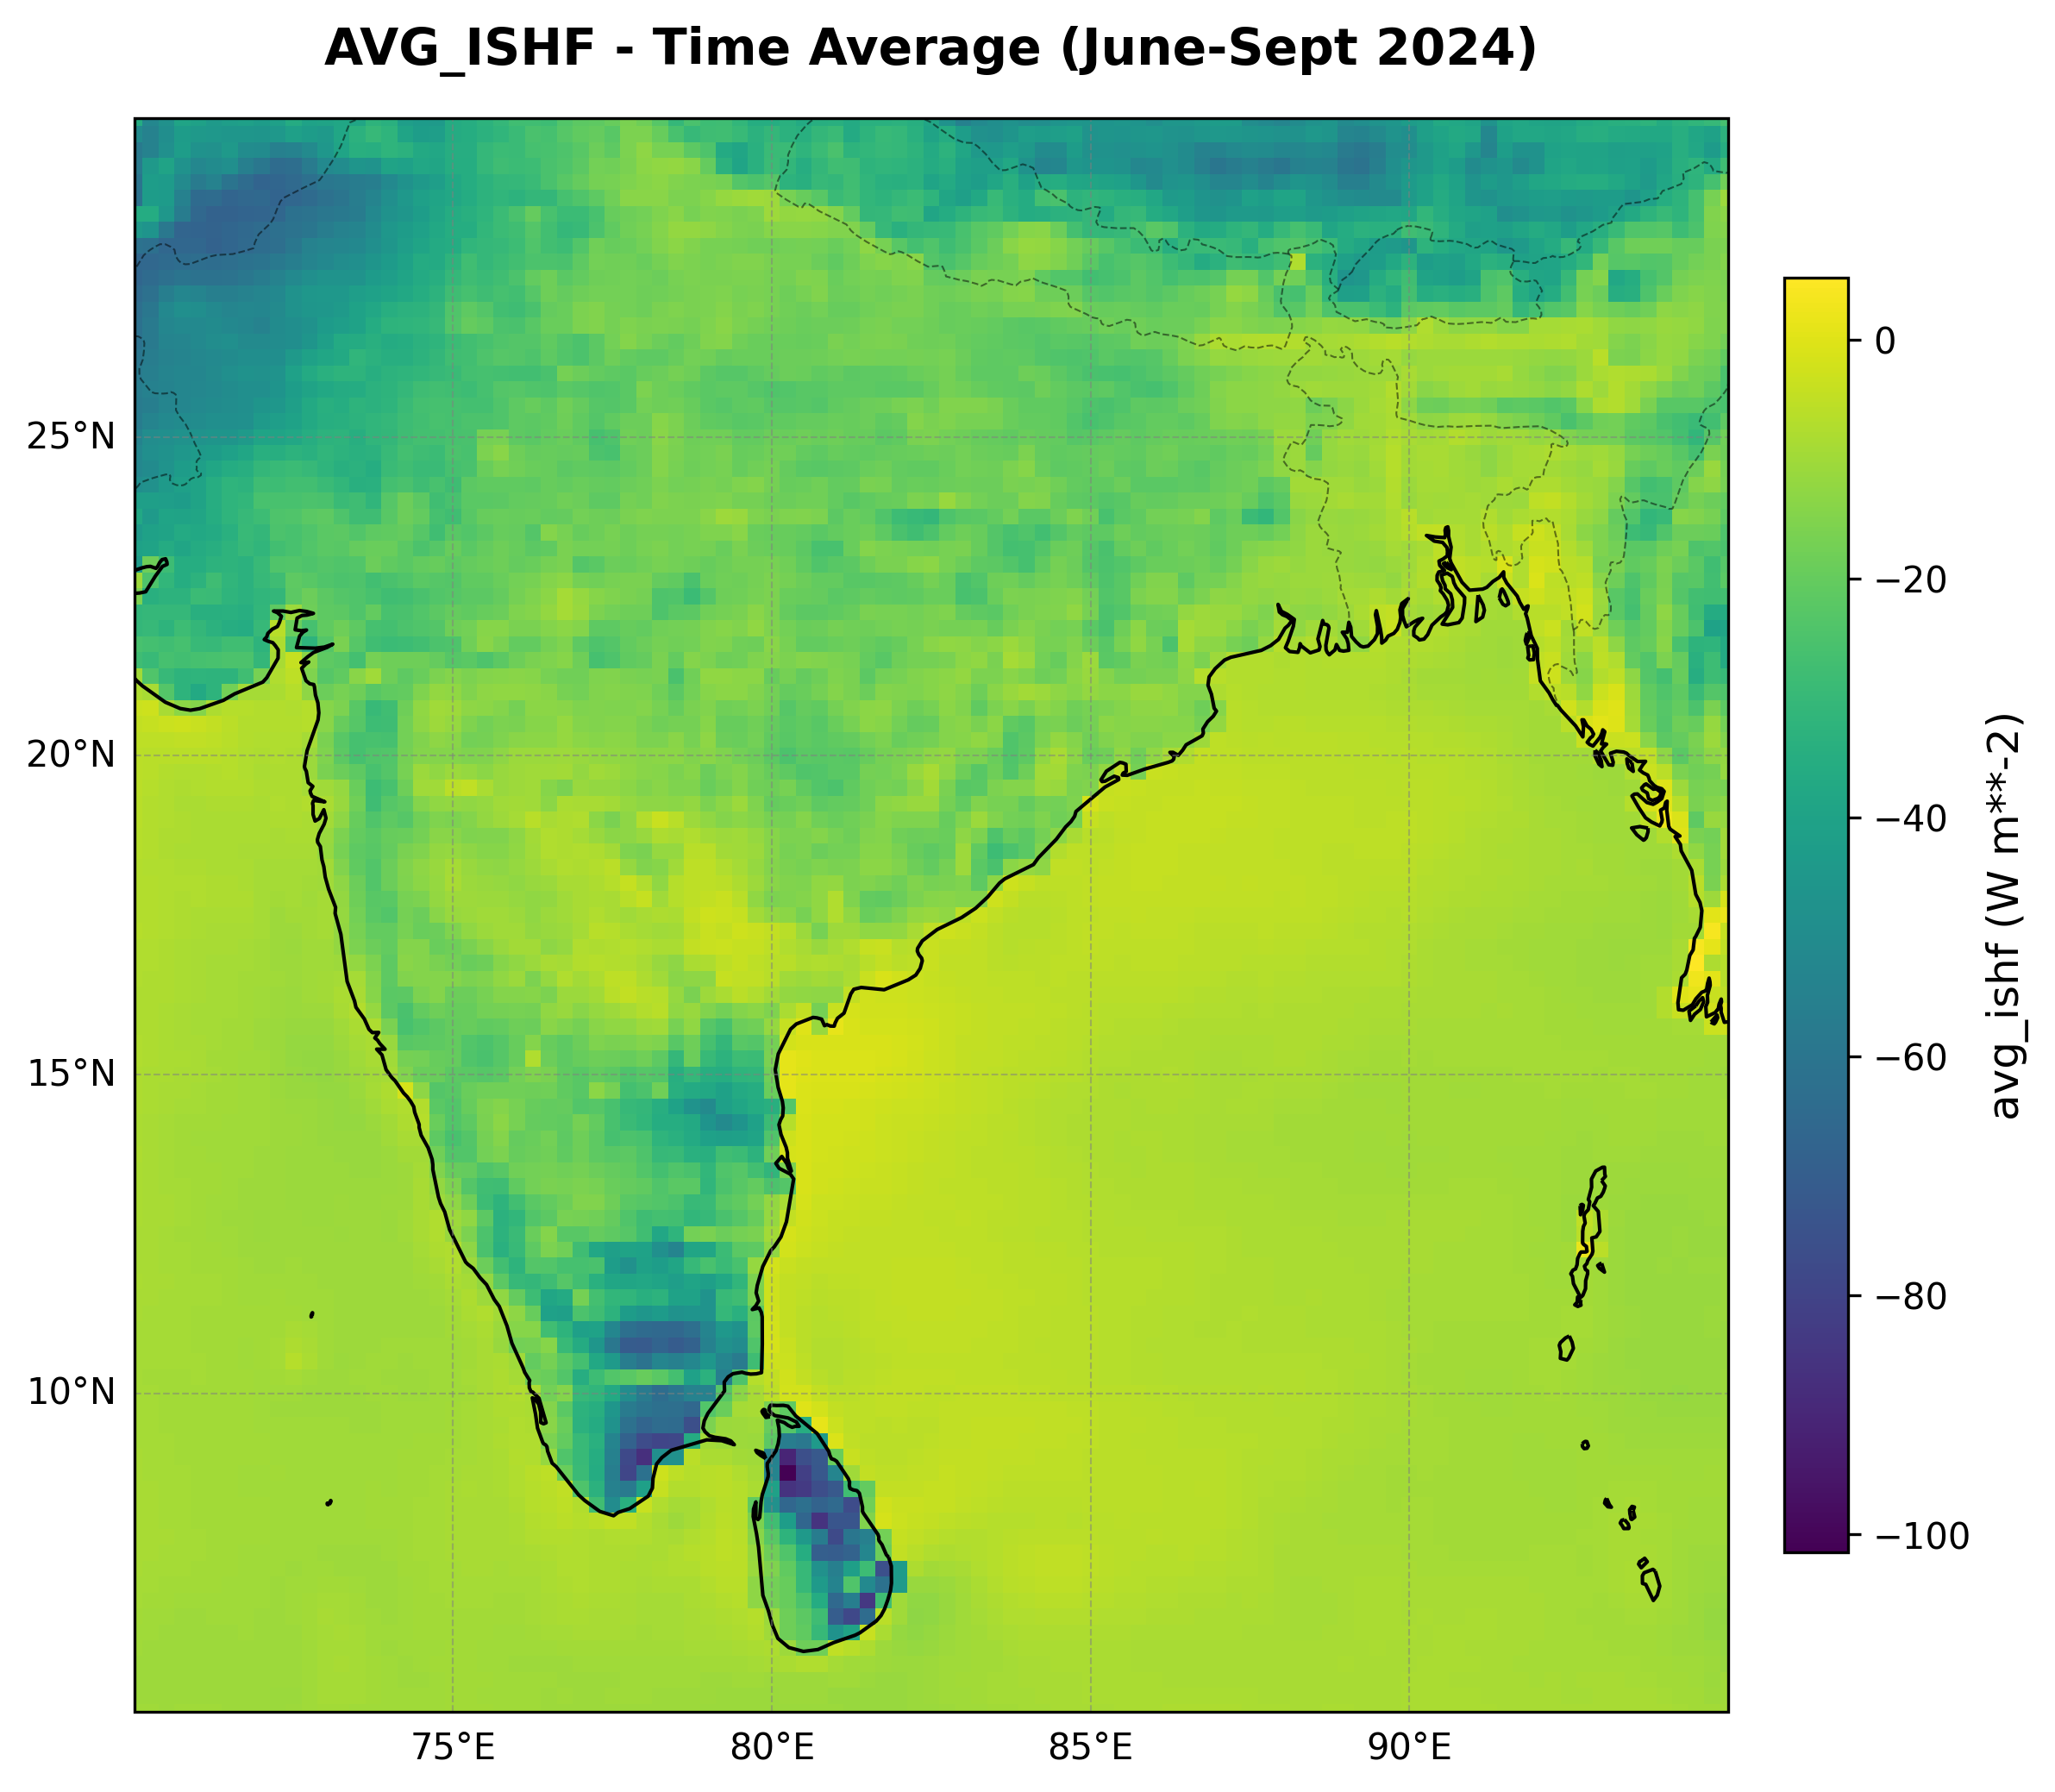 AVG_ISHF - Time Average (June-Sept 2024)
25°N
20°N
15°N
10°N
75°E
80°E
85°E
90°E
0
−20
−40
−60
−80
−100
avg_ishf (W m**-2)